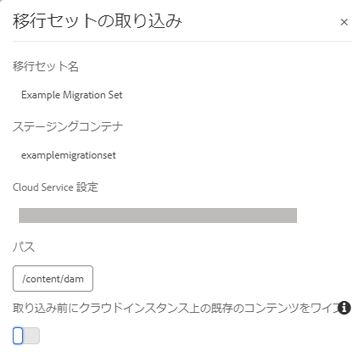 移行セットの取り込み ×
移行セット名
Example Migration Set
ステージングコンテナ
examplemigrationset
Cloud Service 設定
パス
/content/dam
取り込み前にクラウドインスタンス上の既存のコンテンツをワイプ